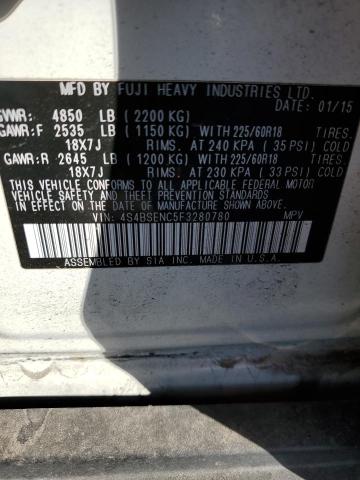 MFD BY FUJI HEAVY INDUSTRIES LTD.
DATE: 01/15
GVWR: 4850 LB (2200 KG)
GAWR:F 2535 LB (1150 KG) WITH 225/60R18 TIRES
18X7J RIMS. AT 240 KPA (35 PSI) COLD
GAWR:R 2645 LB (1200 KG) WITH 225/60R18 TIRES
18X7J RIMS. AT 230 KPA (33 PSI) COLD
THIS VEHICLE CONFORMS TO ALL APPLICABLE FEDERAL MOTOR
VEHICLE SAFETY STANDARDS IN EFFECT ON THE DATE OF
MANUFACTURE SHOWN ABOVE.
VIN: 4S4BSENC5F3280780 MPV
ASSEMBLED BY SIA INC. MADE IN U.S.A.